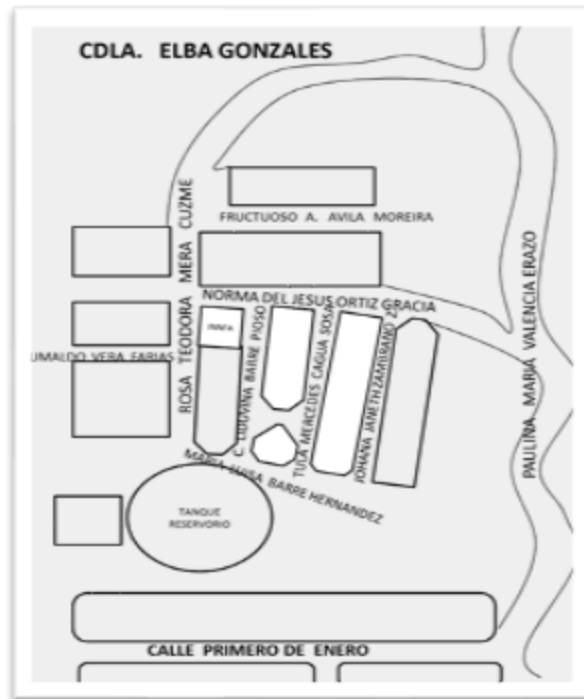 CDLA. ELBA GONZALES
FRUCTUOSO A. AVILA MOREIRA
ROSA TEODORA MERA CUZME
NORMA DEL JESUS ORTIZ GRACIA
PAULINA MARIA VALENCIA ERAZO
UMALDO VERA FARIAS
C. LIDUVINA BARRE PIOSO
TULA MERCEDES CAGUA SOSA
JOHANA JANETH ZAMBRANO Z
MARIA LUISA BARRE HERNANDEZ
TANQUE
RESERVORIO
CALLE PRIMERO DE ENERO